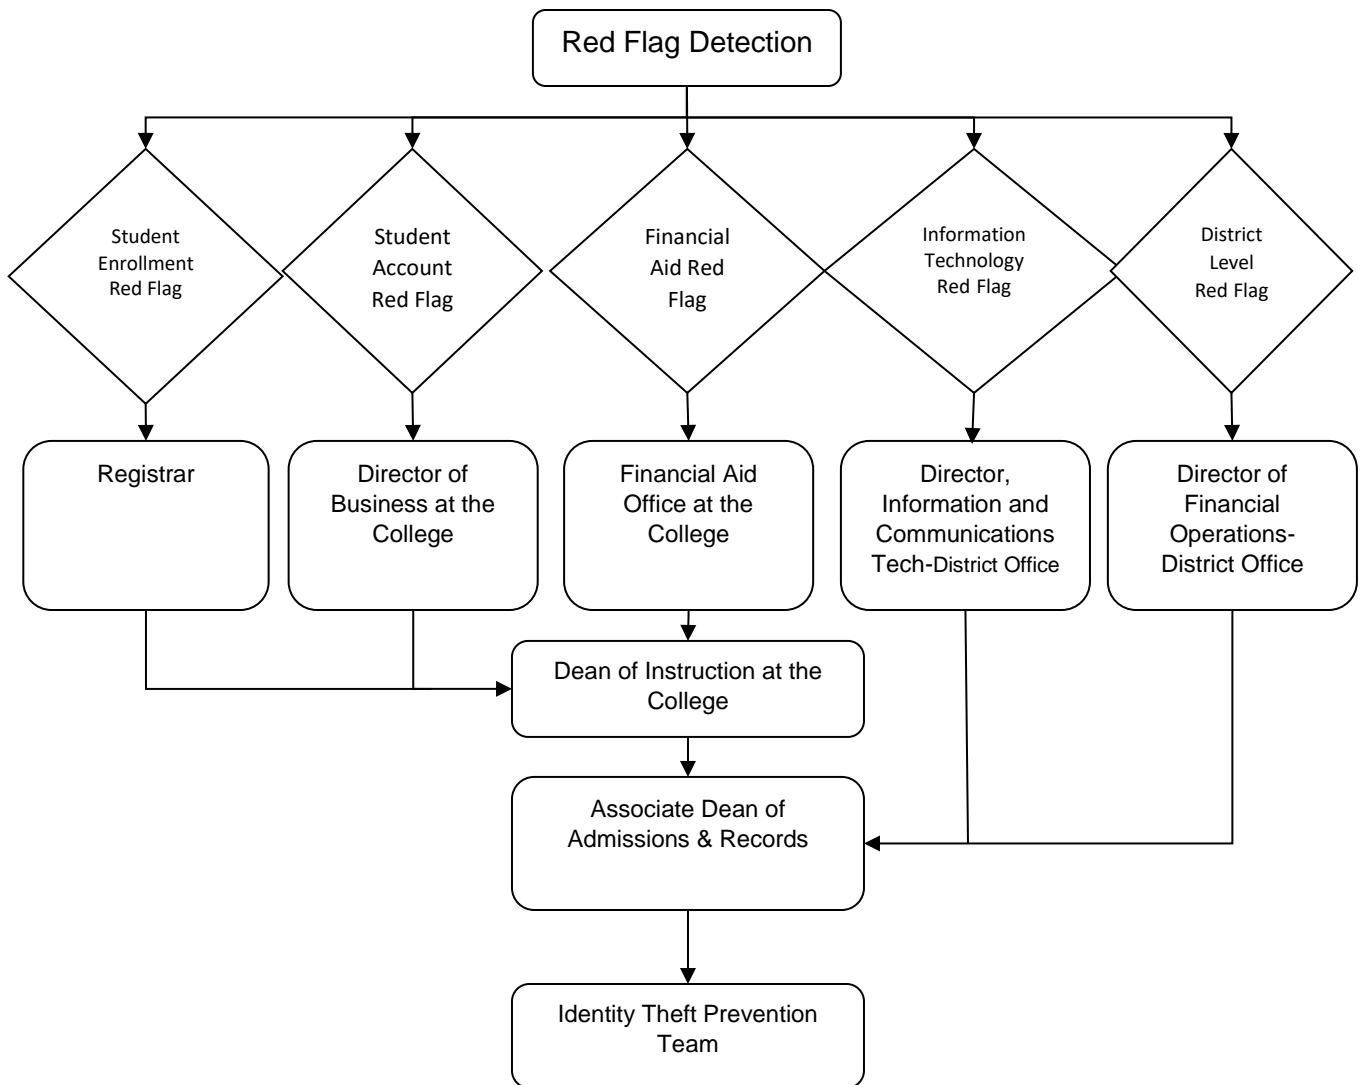 Red Flag Detection
Student
Enrollment
Red Flag
Student
Account
Red Flag
Financial
Aid Red
Flag
Information
Technology
Red Flag
District
Level
Red Flag
Registrar
Director of
Business at the
College
Financial Aid
Office at the
College
Director,
Information and
Communications
Tech-District Office
Director of
Financial
Operations-
District Office
Dean of Instruction at the
College
Associate Dean of
Admissions & Records
Identity Theft Prevention
Team